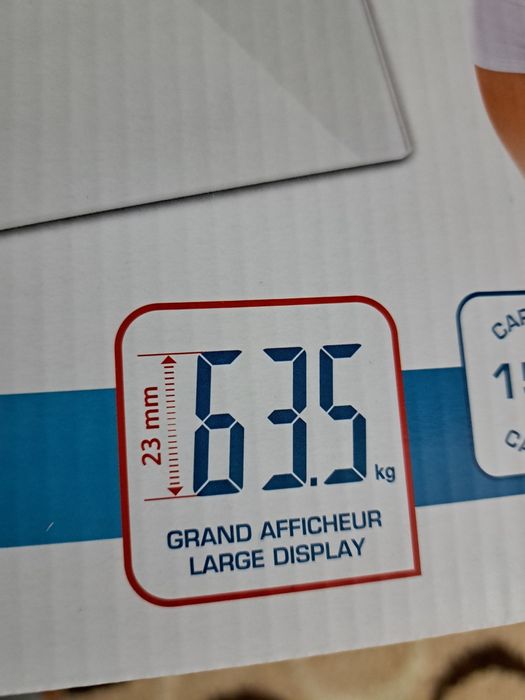 23 mm
63.5 kg
GRAND AFFICHEUR
LARGE DISPLAY